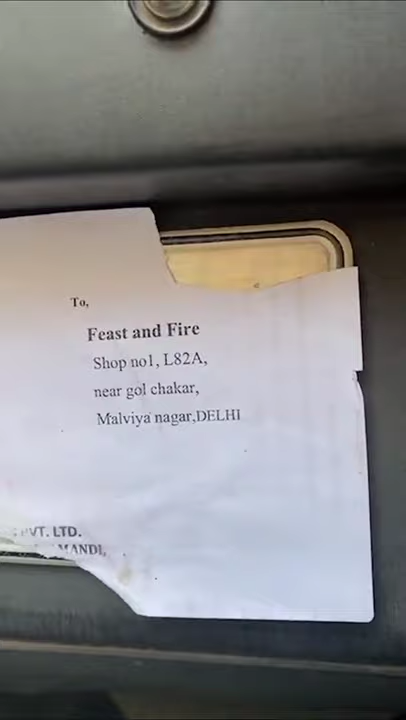 To,
Feast and Fire
Shop no1, L82A,
near gol chakar,
Malviya nagar,DELHI
PVT. LTD.
MANDI,